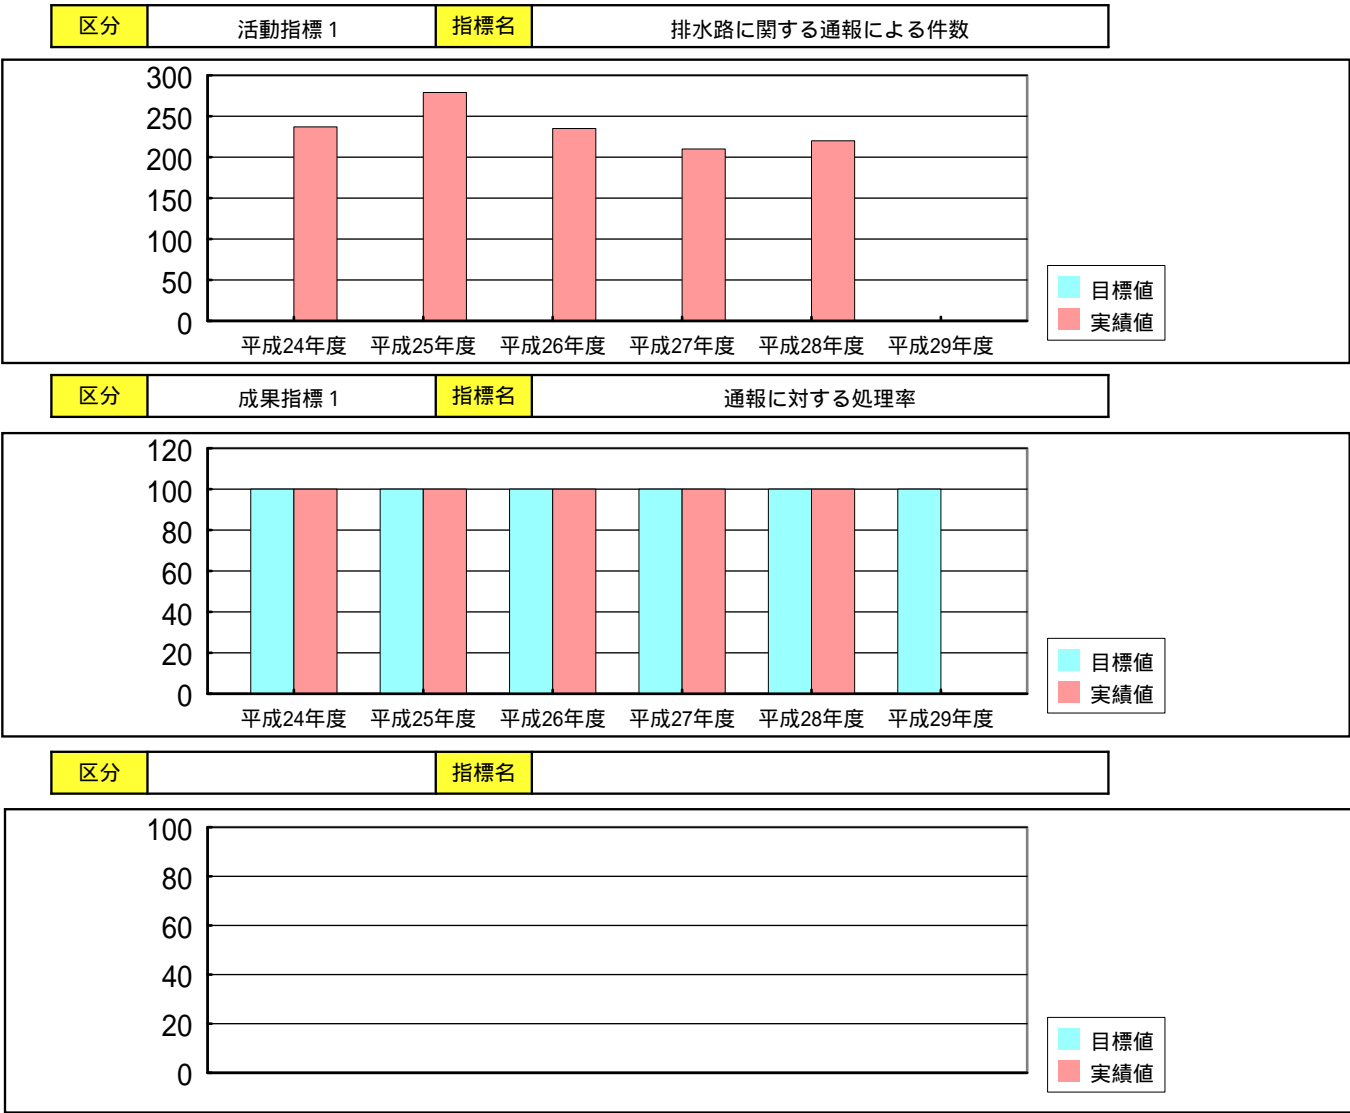 区分 活動指標１ 指標名 排水路に関する通報による件数
300
250
200
150
100
50
0
平成24年度 平成25年度 平成26年度 平成27年度 平成28年度 平成29年度
目標値
実績値
区分 成果指標１ 指標名 通報に対する処理率
120
100
80
60
40
20
0
平成24年度 平成25年度 平成26年度 平成27年度 平成28年度 平成29年度
目標値
実績値
区分 指標名
100
80
60
40
20
0
目標値
実績値